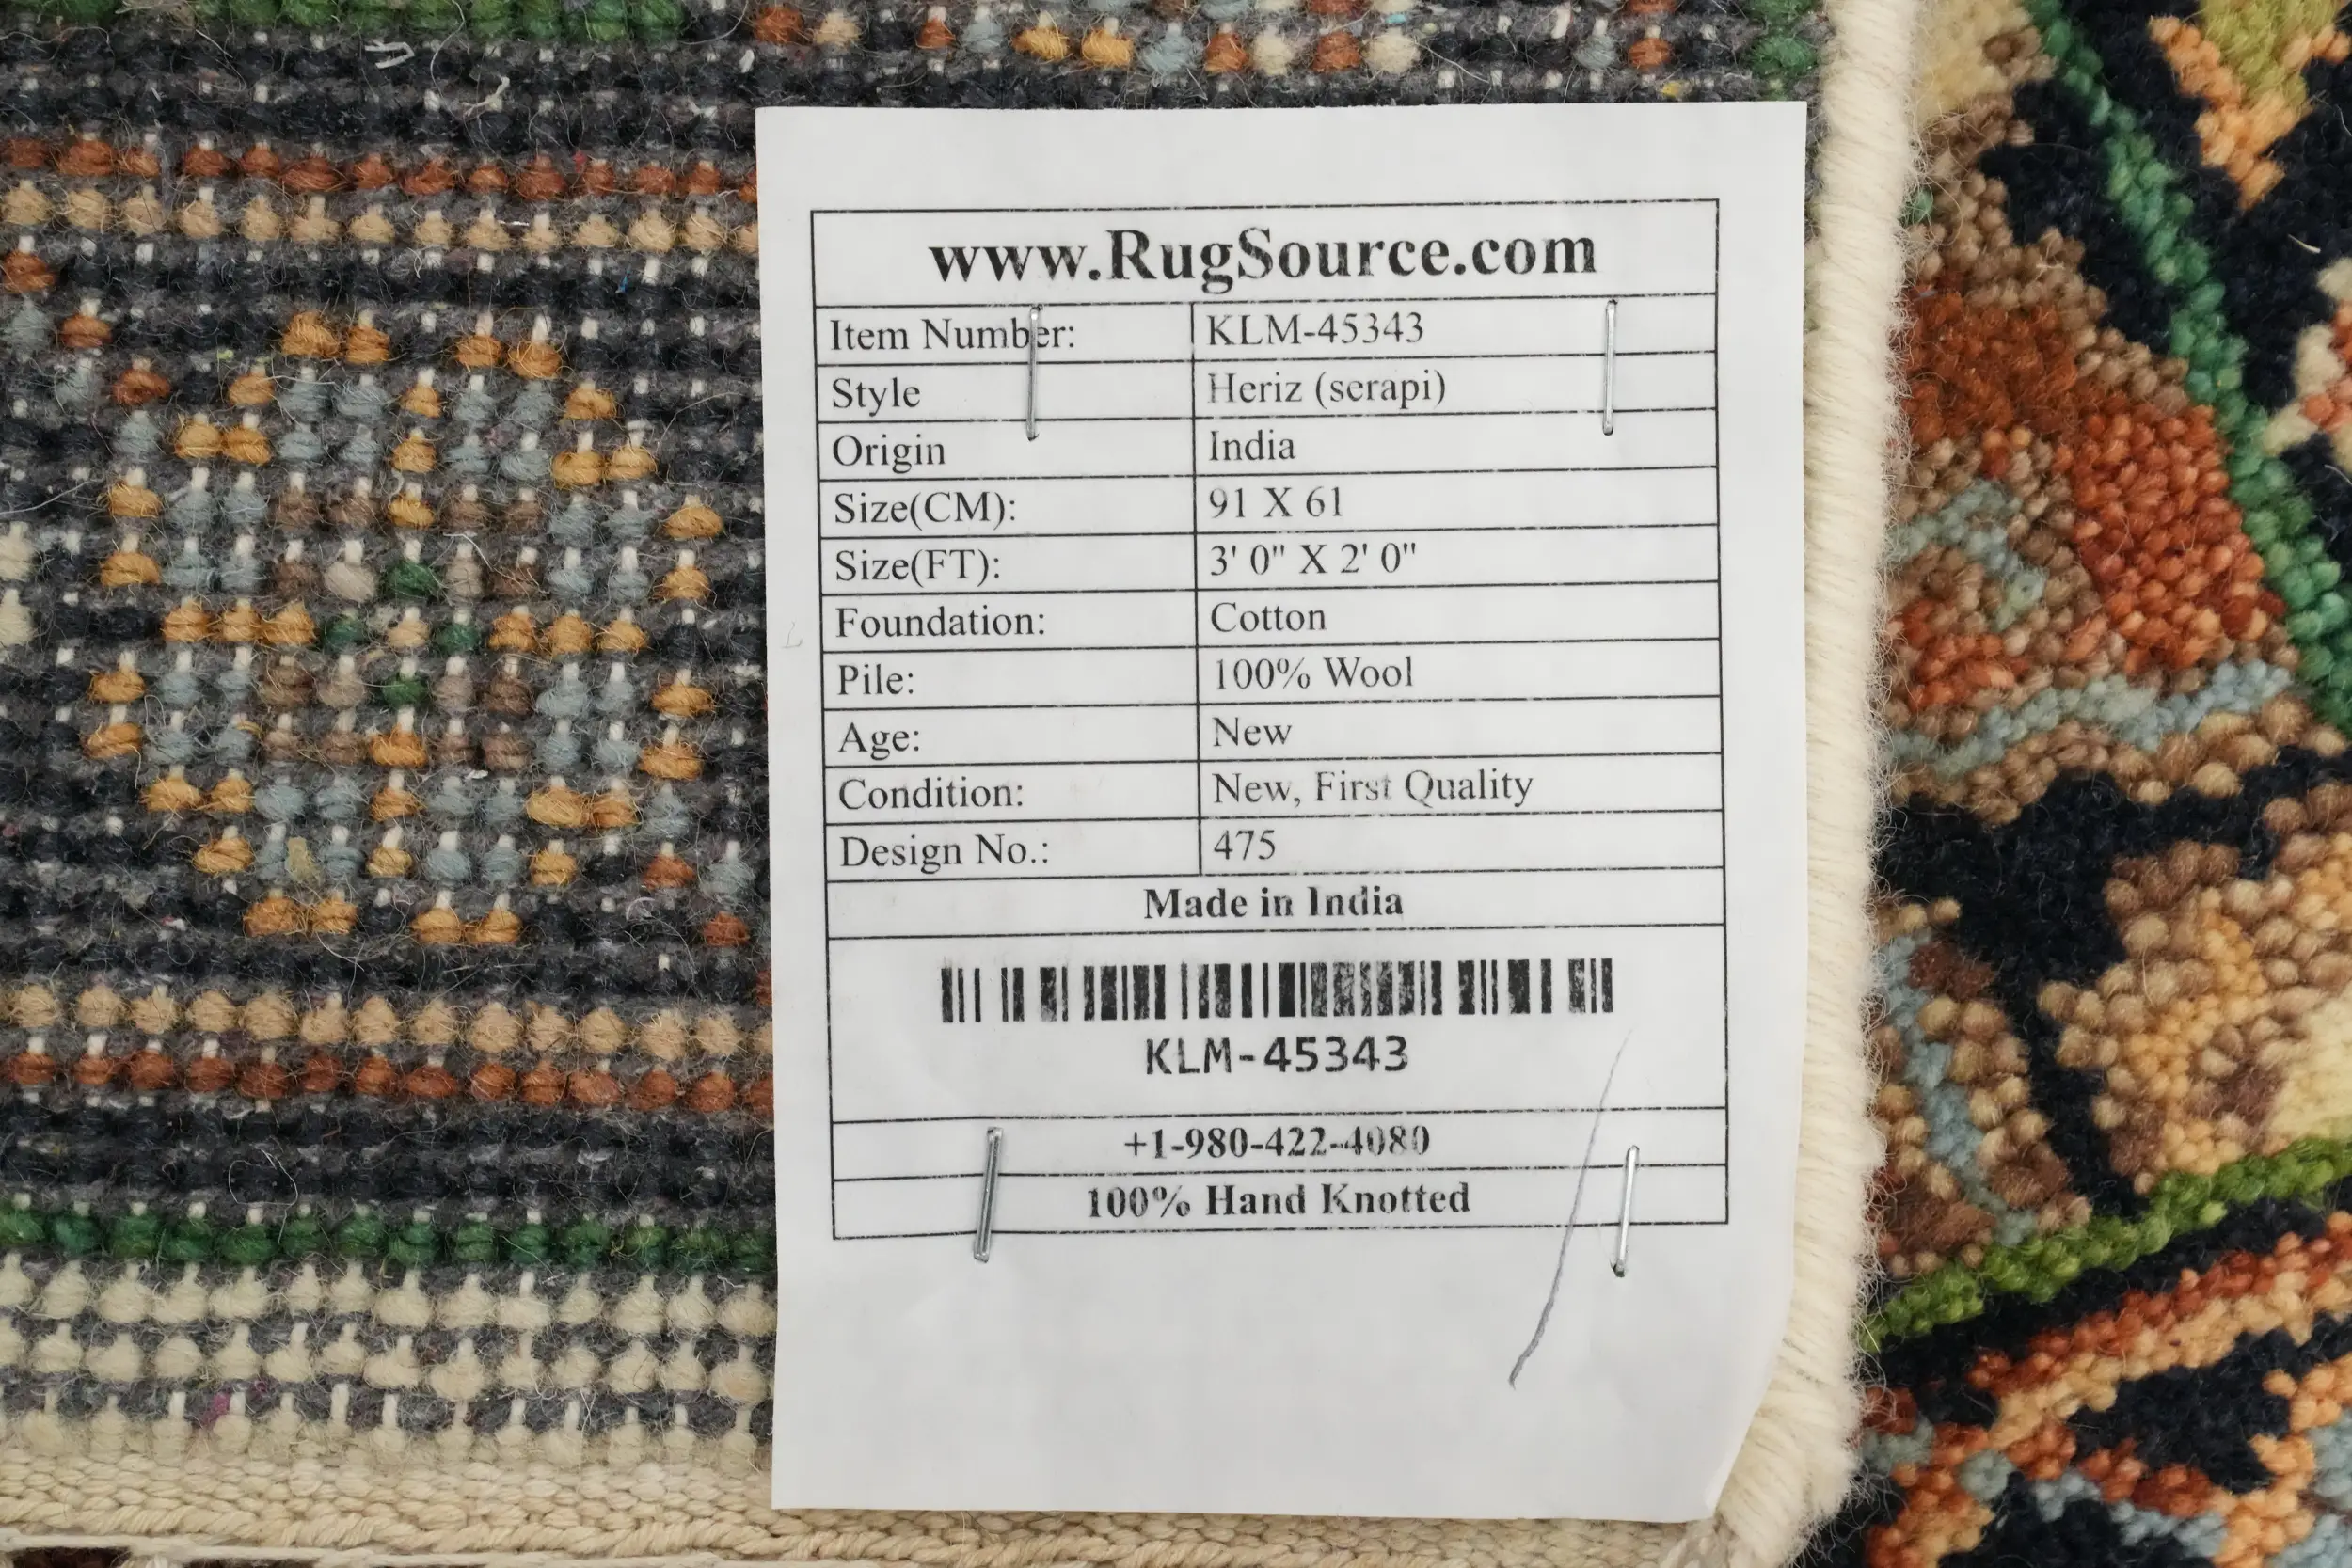 www.RugSource.com
Item Number: KLM-45343
Style Heriz (serapi)
Origin India
Size(CM): 91 X 61
Size(FT): 3' 0" X 2' 0"
Foundation: Cotton
Pile: 100% Wool
Age: New
Condition: New, First Quality
Design No.: 475
Made in India
KLM-45343
+1-980-422-4080
100% Hand Knotted